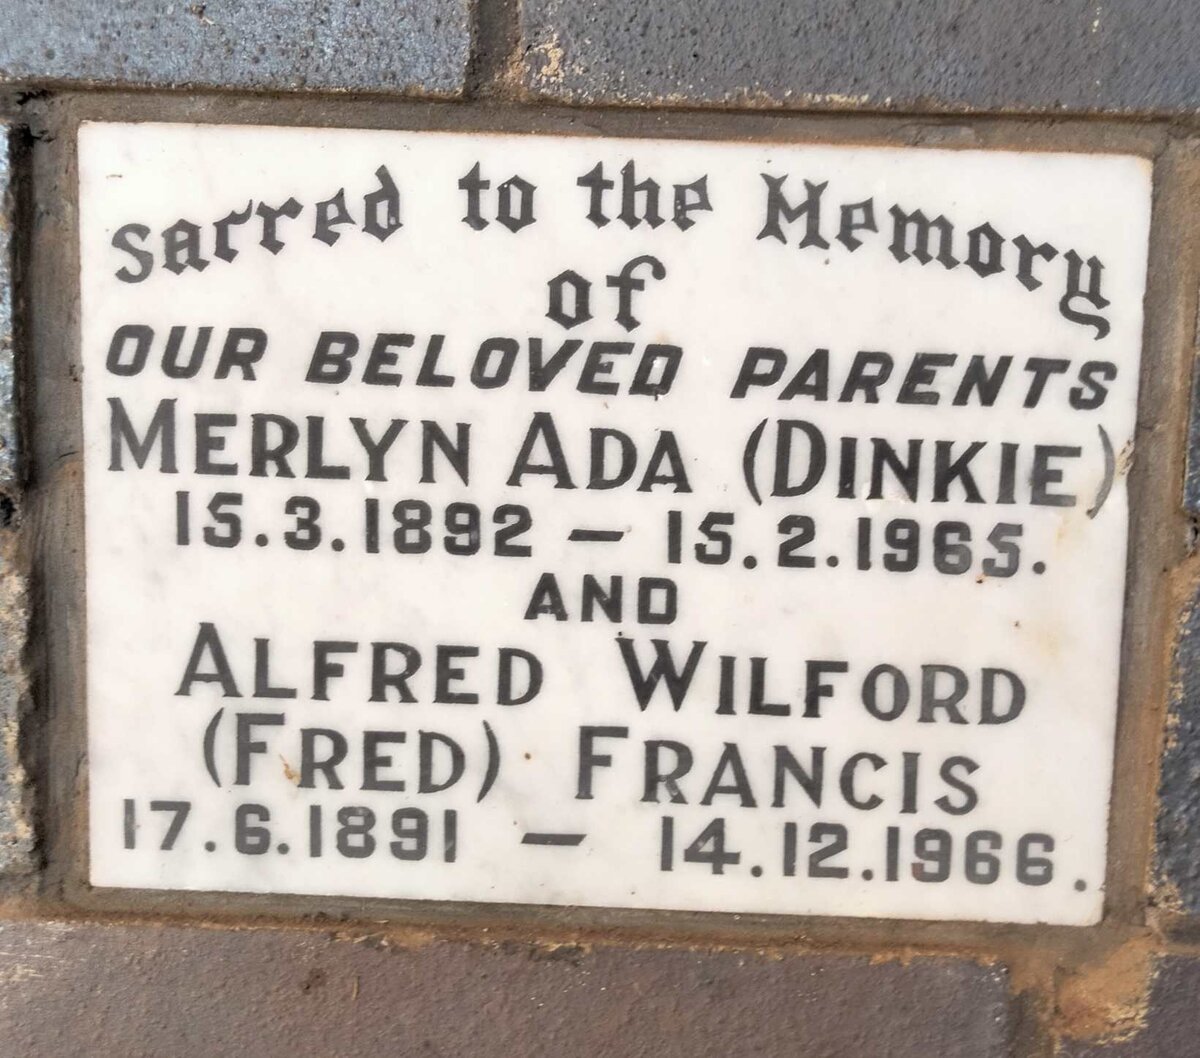 Sacred to the Memory
of
OUR BELOVED PARENTS
MERLYN ADA (DINKIE)
15.3.1892 — 15.2.1965.
AND
ALFRED WILFORD
(FRED) FRANCIS
17.6.1891 — 14.12.1966.